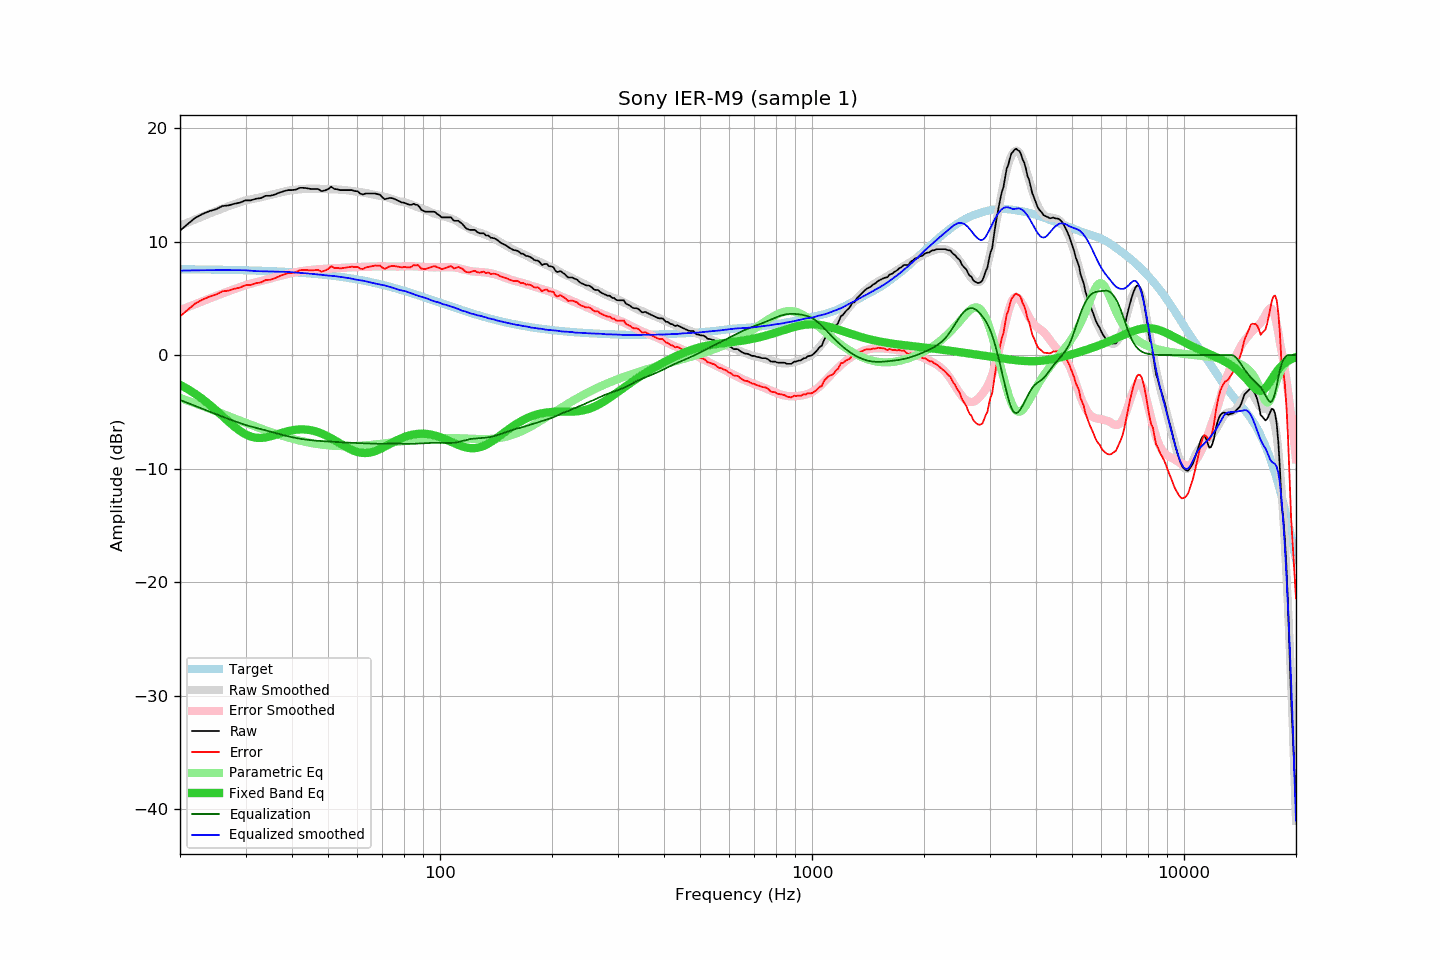 Sony IER-M9 (sample 1)
20
10
0
−10
−20
−30
−40
Amplitude (dBr)
Target
Raw Smoothed
Error Smoothed
Raw
Error
Parametric Eq
Fixed Band Eq
Equalization
Equalized smoothed
100
1000
10000
Frequency (Hz)